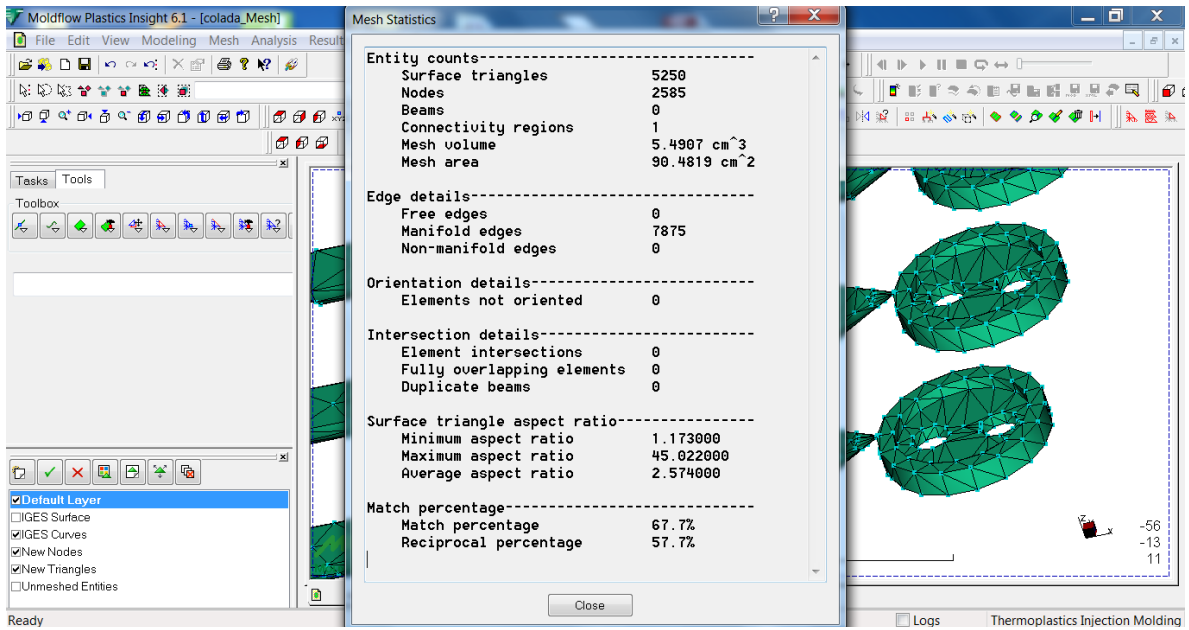 Moldflow Plastics Insight 6.1 - [colada_Mesh]
File Edit View Modeling Mesh Analysis Result
Tasks Tools
Toolbox
Default Layer
IGES Surface
IGES Curves
New Nodes
New Triangles
Unmeshed Entities
Ready
Mesh Statistics
Entity counts--------------------------------
Surface triangles 5250
Nodes 2585
Beams 0
Connectivity regions 1
Mesh volume 5.4907 cm^3
Mesh area 90.4819 cm^2
Edge details---------------------------------
Free edges 0
Manifold edges 7875
Non-manifold edges 0
Orientation details--------------------------
Elements not oriented 0
Intersection details-------------------------
Element intersections 0
Fully overlapping elements 0
Duplicate beams 0
Surface triangle aspect ratio----------------
Minimum aspect ratio 1.173000
Maximum aspect ratio 45.022000
Average aspect ratio 2.574000
Match percentage-----------------------------
Match percentage 67.7%
Reciprocal percentage 57.7%
Close
Z
x
-56
-13
11
Logs
Thermoplastics Injection Molding